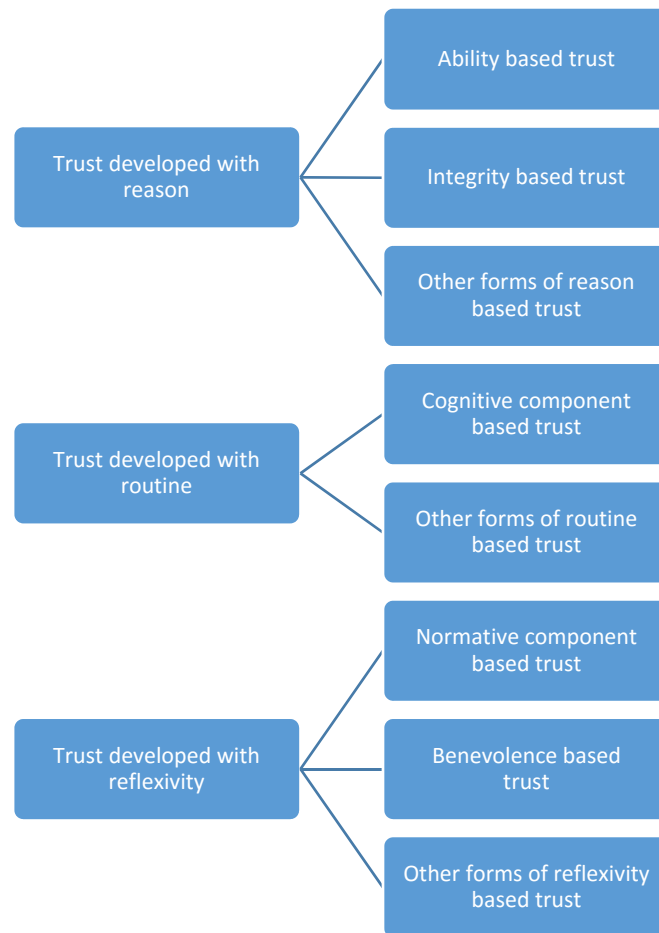 Trust developed with
reason
Ability based trust
Integrity based trust
Other forms of reason
based trust
Trust developed with
routine
Cognitive component
based trust
Other forms of routine
based trust
Trust developed with
reflexivity
Normative component
based trust
Benevolence based
trust
Other forms of reflexivity
based trust